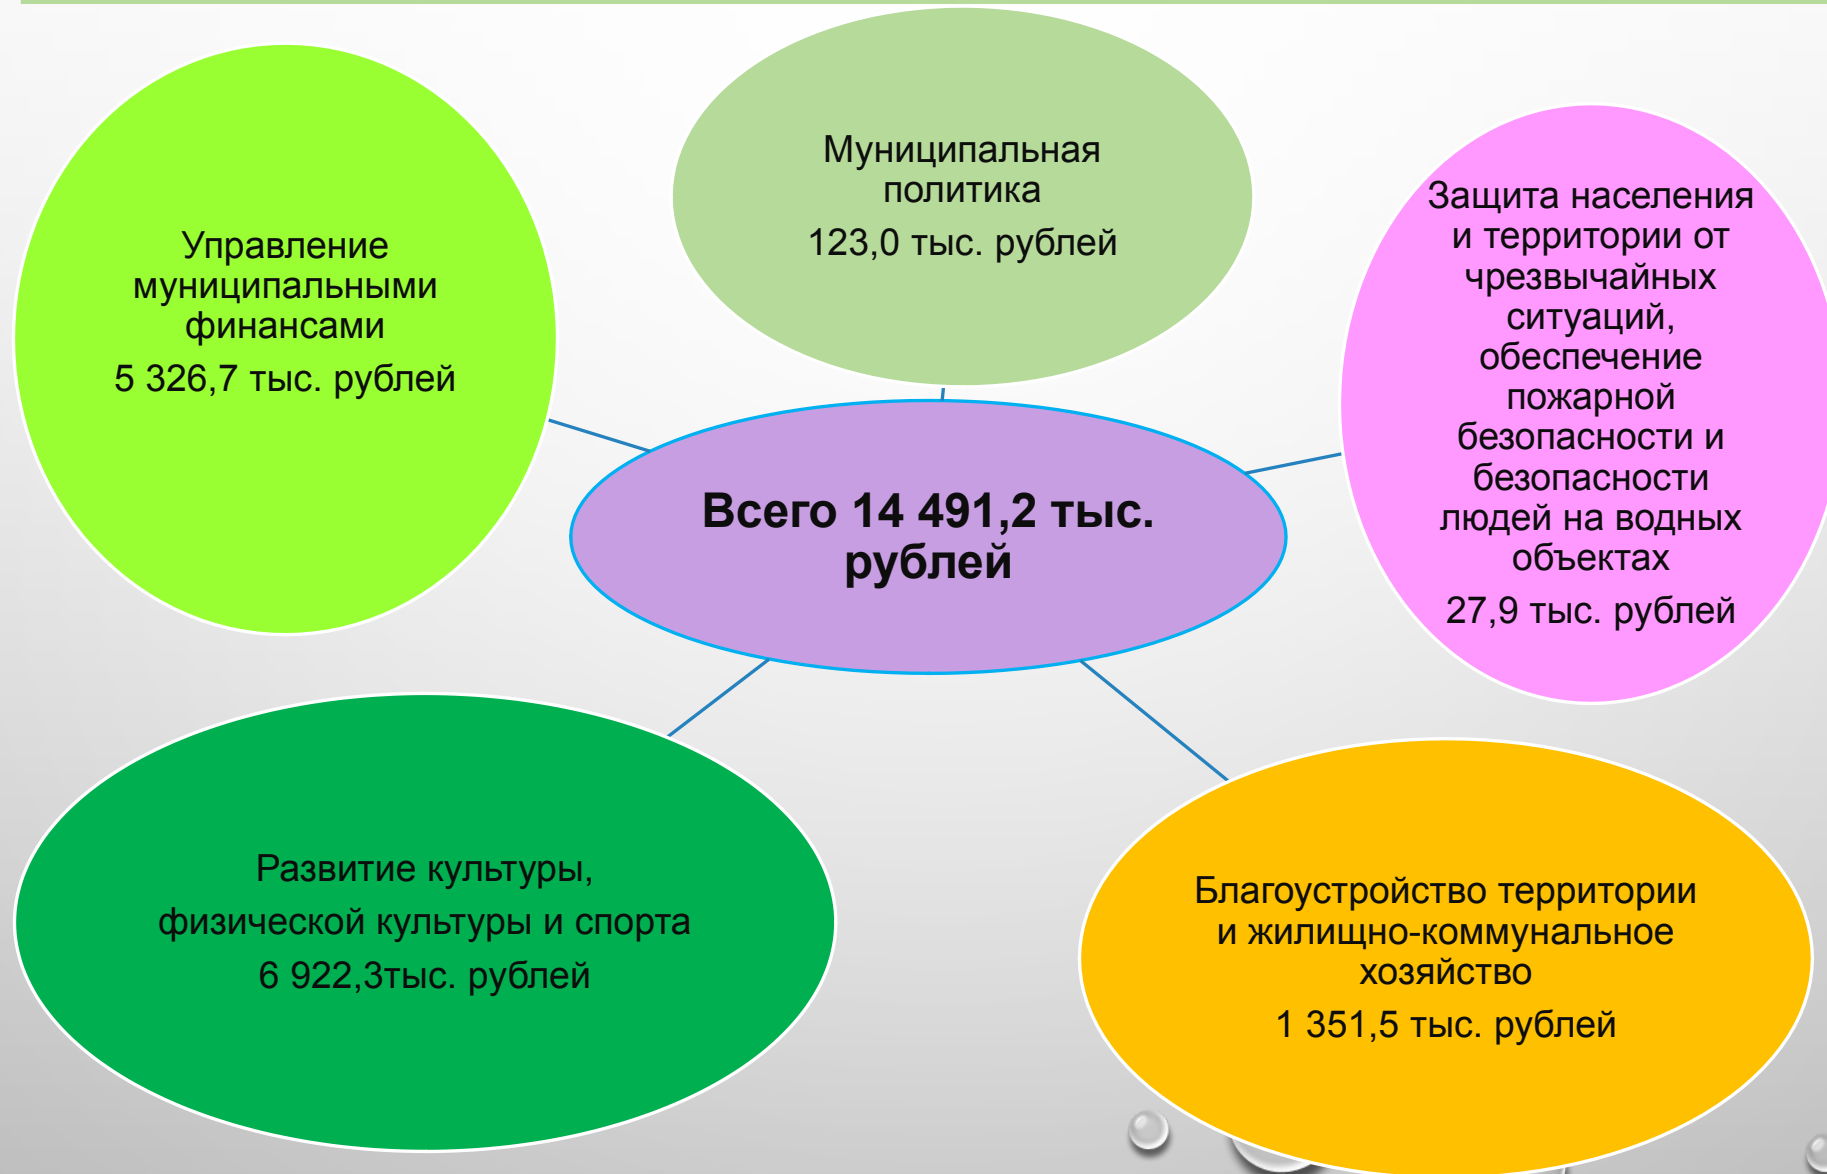 Муниципальная
политика
123,0 тыс. рублей
Управление
муниципальными
финансами
5 326,7 тыс. рублей
Защита населения
и территории от
чрезвычайных
ситуаций,
обеспечение
пожарной
безопасности и
безопасности
людей на водных
объектах
27,9 тыс. рублей
Всего 14 491,2 тыс.
рублей
Развитие культуры,
физической культуры и спорта
6 922,3тыс. рублей
Благоустройство территории
и жилищно-коммунальное
хозяйство
1 351,5 тыс. рублей